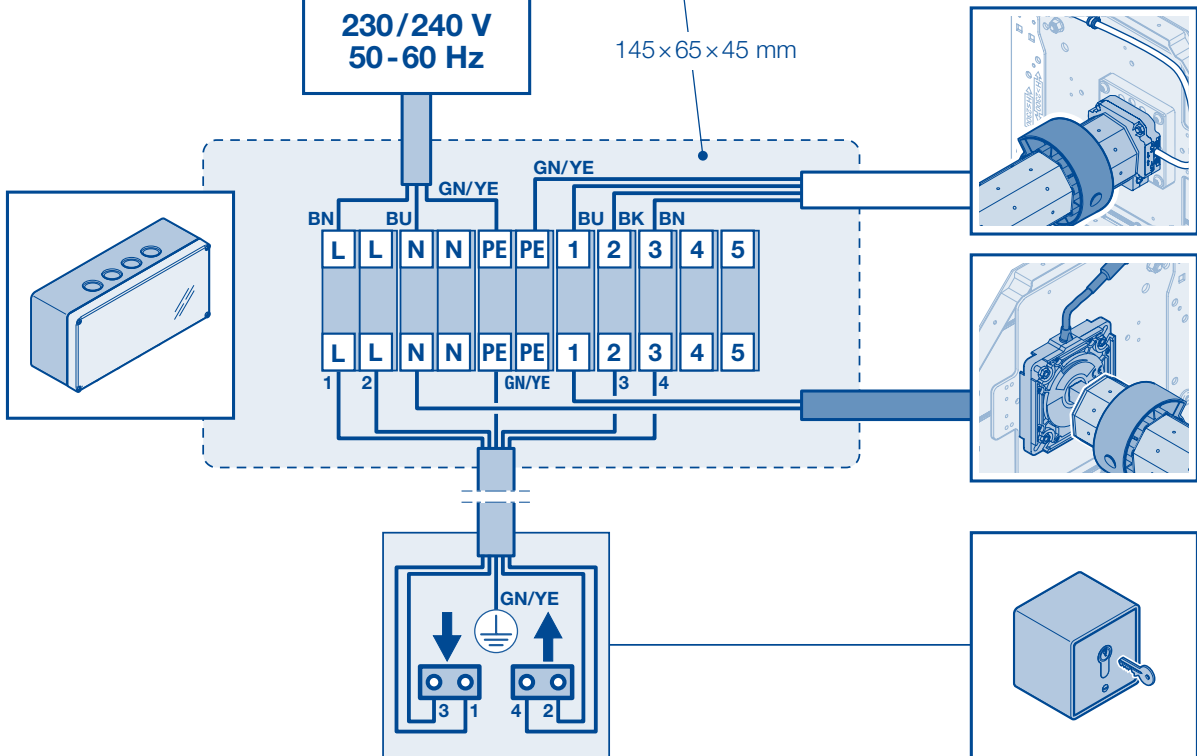 230/240 V
50-60 Hz
145×65×45 mm
GN/YE
GN/YE
BN BU BU BK BN
L L N N PE PE 1 2 3 4 5
L L N N PE PE 1 2 3 4 5
1 2 GN/YE 3 4
GN/YE
3 1 4 2